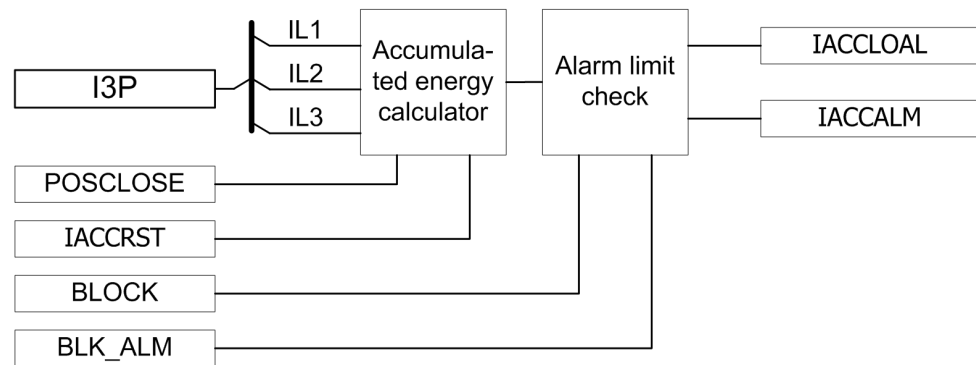 I3P
IL1
IL2
IL3
Accumula-
ted energy
calculator
Alarm limit
check
IACCLOAL
IACCALM
POSCLOSE
IACCRST
BLOCK
BLK_ALM